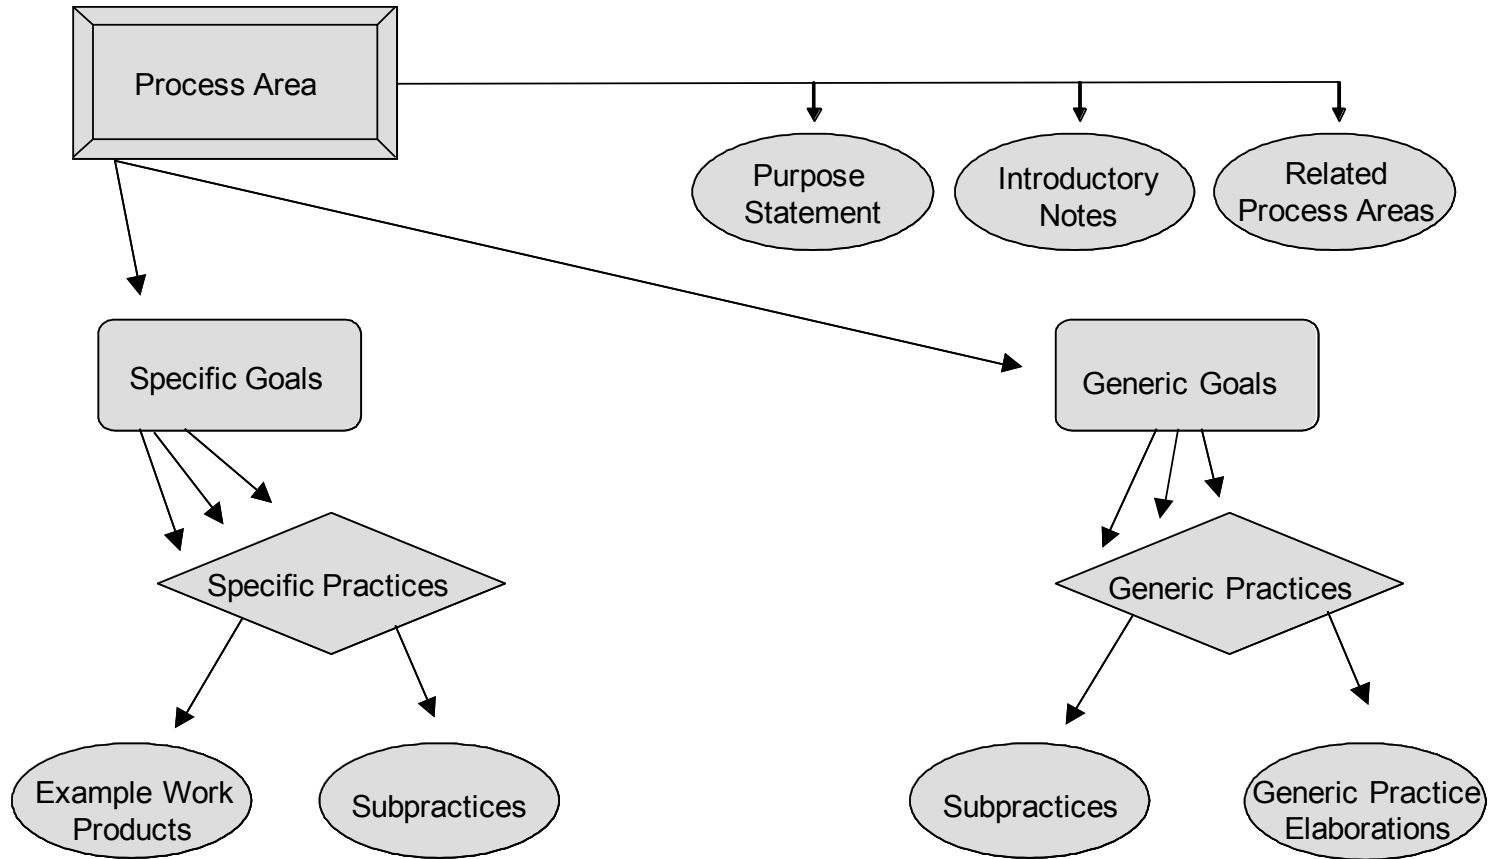 Process Area
Purpose
Statement
Introductory
Notes
Related
Process Areas
Specific Goals
Generic Goals
Specific Practices
Generic Practices
Example Work
Products
Subpractices
Subpractices
Generic Practice
Elaborations